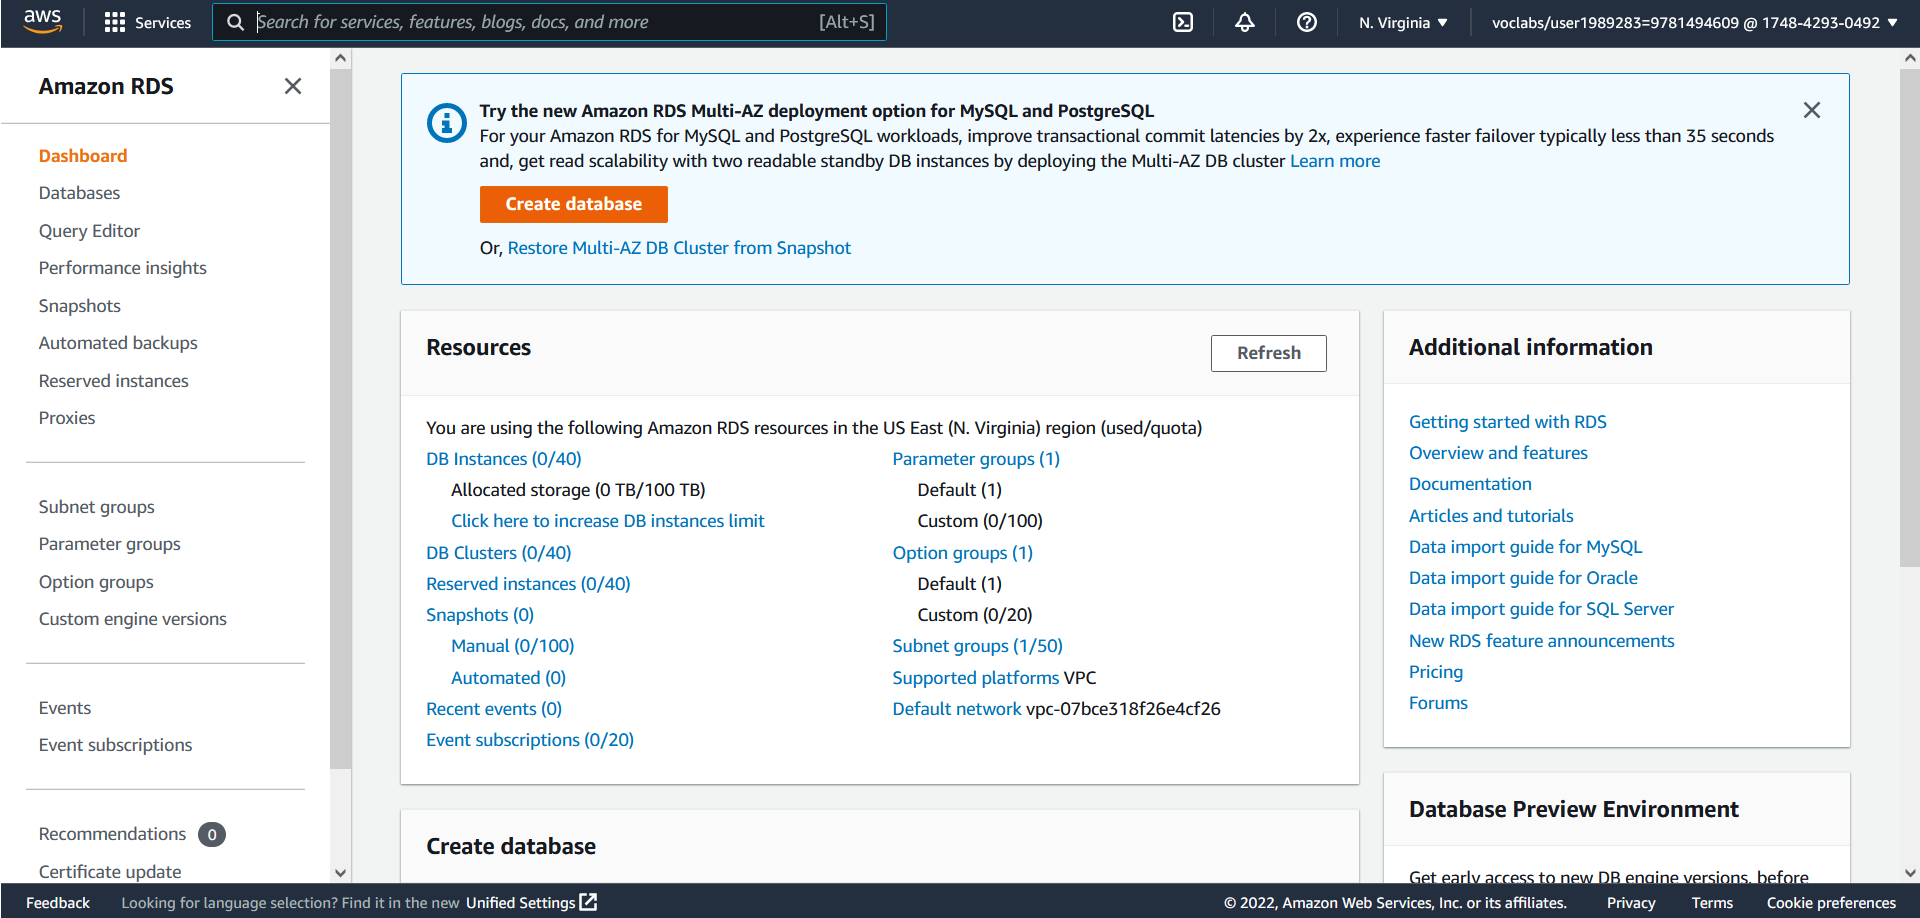 aws
Services
Search for services, features, blogs, docs, and more
[Alt+S]
N. Virginia
voclabs/user1989283=9781494609 @ 1748-4293-0492
Amazon RDS
Dashboard
Databases
Query Editor
Performance insights
Snapshots
Automated backups
Reserved instances
Proxies
Subnet groups
Parameter groups
Option groups
Custom engine versions
Events
Event subscriptions
Recommendations 0
Certificate update
Try the new Amazon RDS Multi-AZ deployment option for MySQL and PostgreSQL
For your Amazon RDS for MySQL and PostgreSQL workloads, improve transactional commit latencies by 2x, experience faster failover typically less than 35 seconds
and, get read scalability with two readable standby DB instances by deploying the Multi-AZ DB cluster Learn more
Create database
Or, Restore Multi-AZ DB Cluster from Snapshot
Resources
Refresh
You are using the following Amazon RDS resources in the US East (N. Virginia) region (used/quota)
DB Instances (0/40)
Allocated storage (0 TB/100 TB)
Click here to increase DB instances limit
DB Clusters (0/40)
Reserved instances (0/40)
Snapshots (0)
Manual (0/100)
Automated (0)
Recent events (0)
Event subscriptions (0/20)
Parameter groups (1)
Default (1)
Custom (0/100)
Option groups (1)
Default (1)
Custom (0/20)
Subnet groups (1/50)
Supported platforms VPC
Default network vpc-07bce318f26e4cf26
Create database
Additional information
Getting started with RDS
Overview and features
Documentation
Articles and tutorials
Data import guide for MySQL
Data import guide for Oracle
Data import guide for SQL Server
New RDS feature announcements
Pricing
Forums
Database Preview Environment
Get early access to new DB engine versions, before
Feedback
Looking for language selection? Find it in the new Unified Settings
© 2022, Amazon Web Services, Inc. or its affiliates.
Privacy
Terms
Cookie preferences